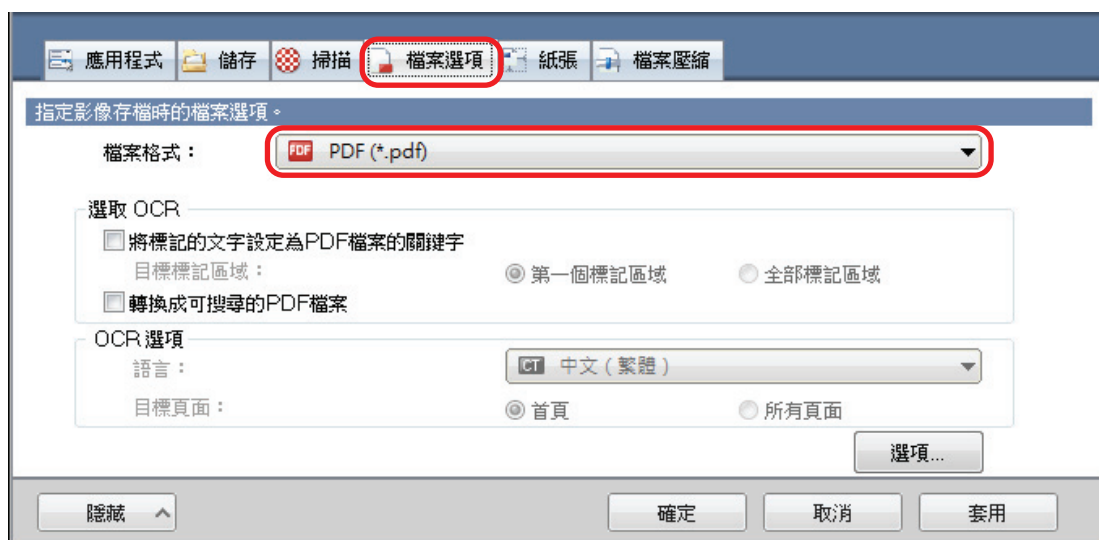 應用程式 儲存 掃描 檔案選項 紙張 檔案壓縮
指定影像存檔時的檔案選項。
檔案格式： PDF PDF (*.pdf)
選取 OCR
將標記的文字設定為PDF檔案的關鍵字
目標標記區域： 第一個標記區域 全部標記區域
轉換成可搜尋的PDF檔案
OCR 選項
語言： CT 中文 ( 繁體 )
目標頁面： 首頁 所有頁面
選項...
隱藏 確定 取消 套用